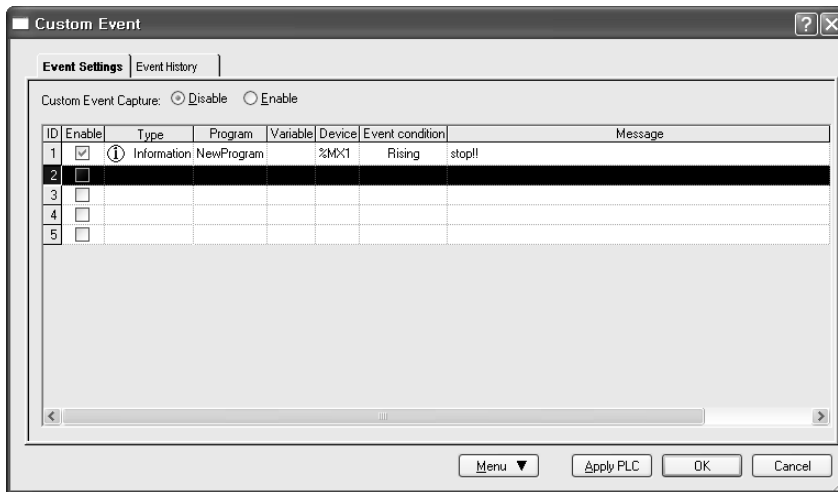 Custom Event
Event Settings Event History
Custom Event Capture: Disable Enable
ID Enable Type Program Variable Device Event condition Message
1 Information NewProgram %MX1 Rising stop!!
2
3
4
5
Menu ▼ Apply PLC OK Cancel